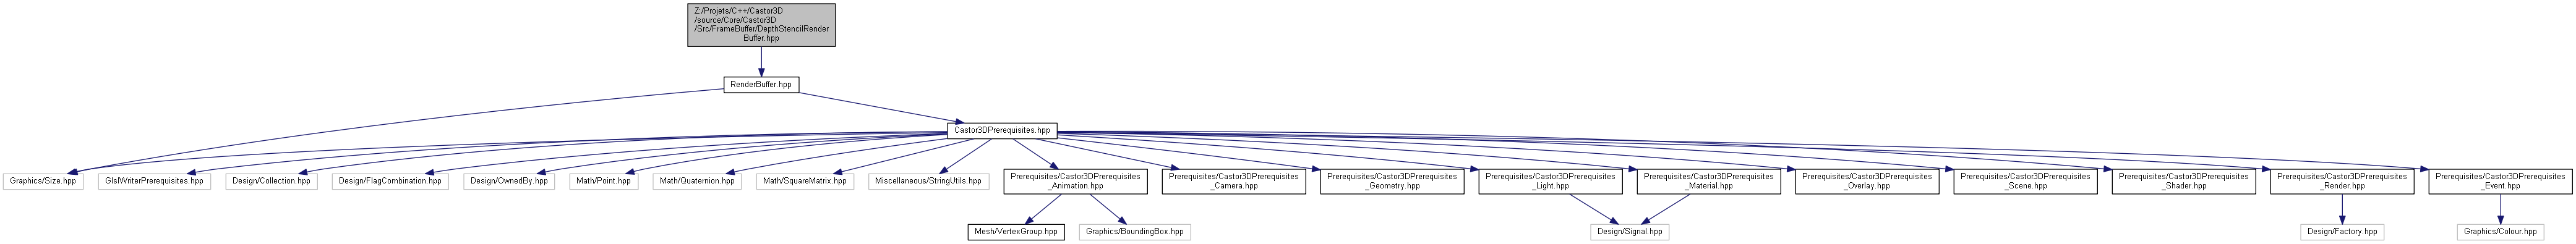 Z:/Projets/C++/Castor3D
/source/Core/Castor3D
/Src/FrameBuffer/DepthStencilRender
Buffer.hpp
RenderBuffer.hpp
Castor3DPrerequisites.hpp
Graphics/Size.hpp
GlslWriterPrerequisites.hpp
Design/Collection.hpp
Design/FlagCombination.hpp
Design/OwnedBy.hpp
Math/Point.hpp
Math/Quaternion.hpp
Math/SquareMatrix.hpp
Miscellaneous/StringUtils.hpp
Prerequisites/Castor3DPrerequisites
_Animation.hpp
Prerequisites/Castor3DPrerequisites
_Camera.hpp
Prerequisites/Castor3DPrerequisites
_Geometry.hpp
Prerequisites/Castor3DPrerequisites
_Light.hpp
Prerequisites/Castor3DPrerequisites
_Material.hpp
Prerequisites/Castor3DPrerequisites
_Overlay.hpp
Prerequisites/Castor3DPrerequisites
_Scene.hpp
Prerequisites/Castor3DPrerequisites
_Shader.hpp
Prerequisites/Castor3DPrerequisites
_Render.hpp
Prerequisites/Castor3DPrerequisites
_Event.hpp
Mesh/VertexGroup.hpp
Graphics/BoundingBox.hpp
Design/Signal.hpp
Design/Factory.hpp
Graphics/Colour.hpp